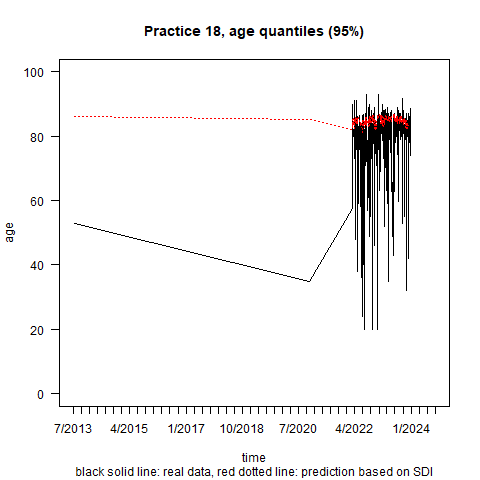 Practice 18, age quantiles (95%)
age
100
80
60
40
20
0
7/2013 4/2015 1/2017 10/2018 7/2020 4/2022 1/2024
time
black solid line: real data, red dotted line: prediction based on SDI